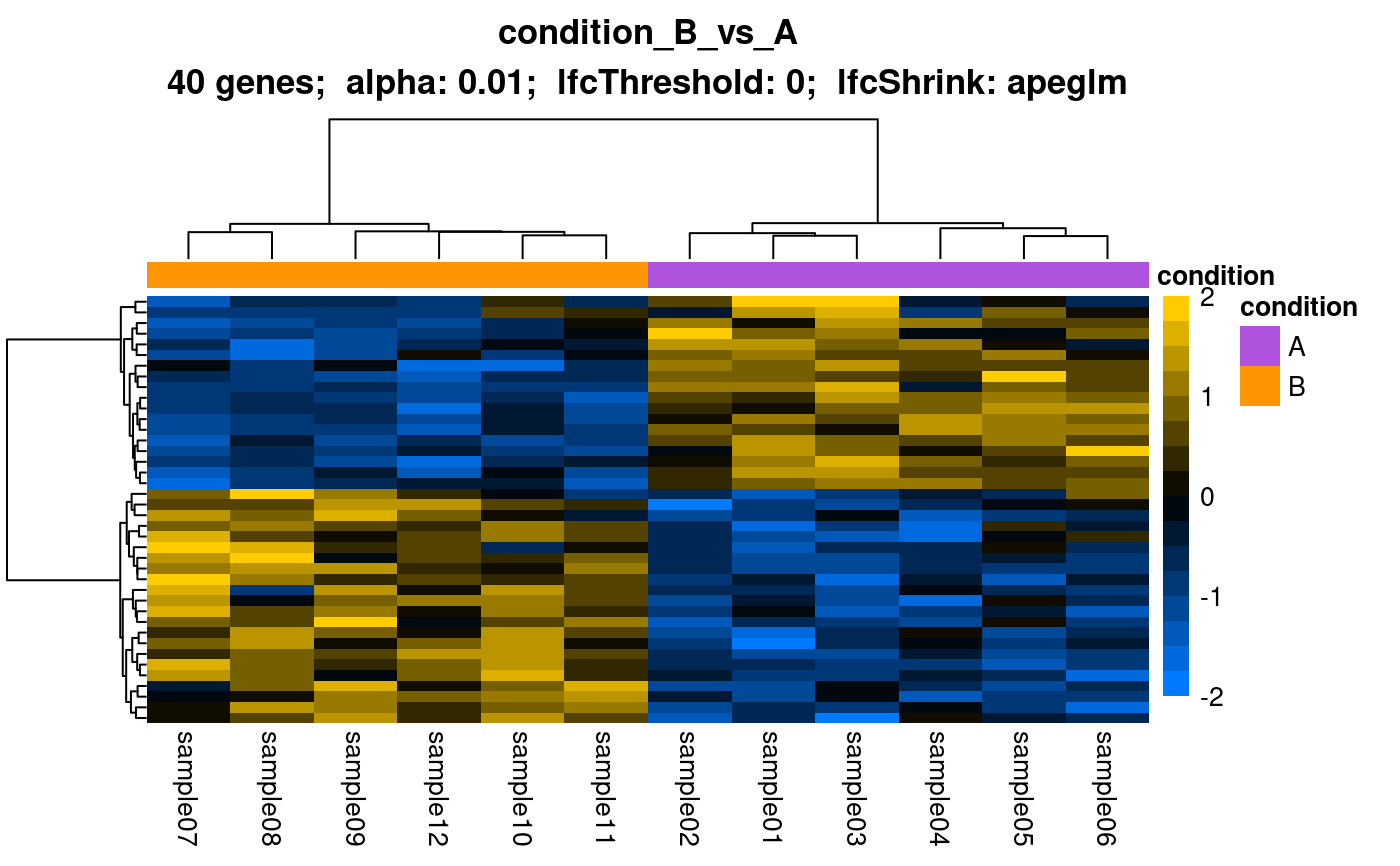 condition_B_vs_A
40 genes;  alpha: 0.01;  lfcThreshold: 0;  lfcShrink: apeglm
condition
2
1
0
-1
-2
condition
A
B
sample07
sample08
sample09
sample12
sample10
sample11
sample02
sample01
sample03
sample04
sample05
sample06